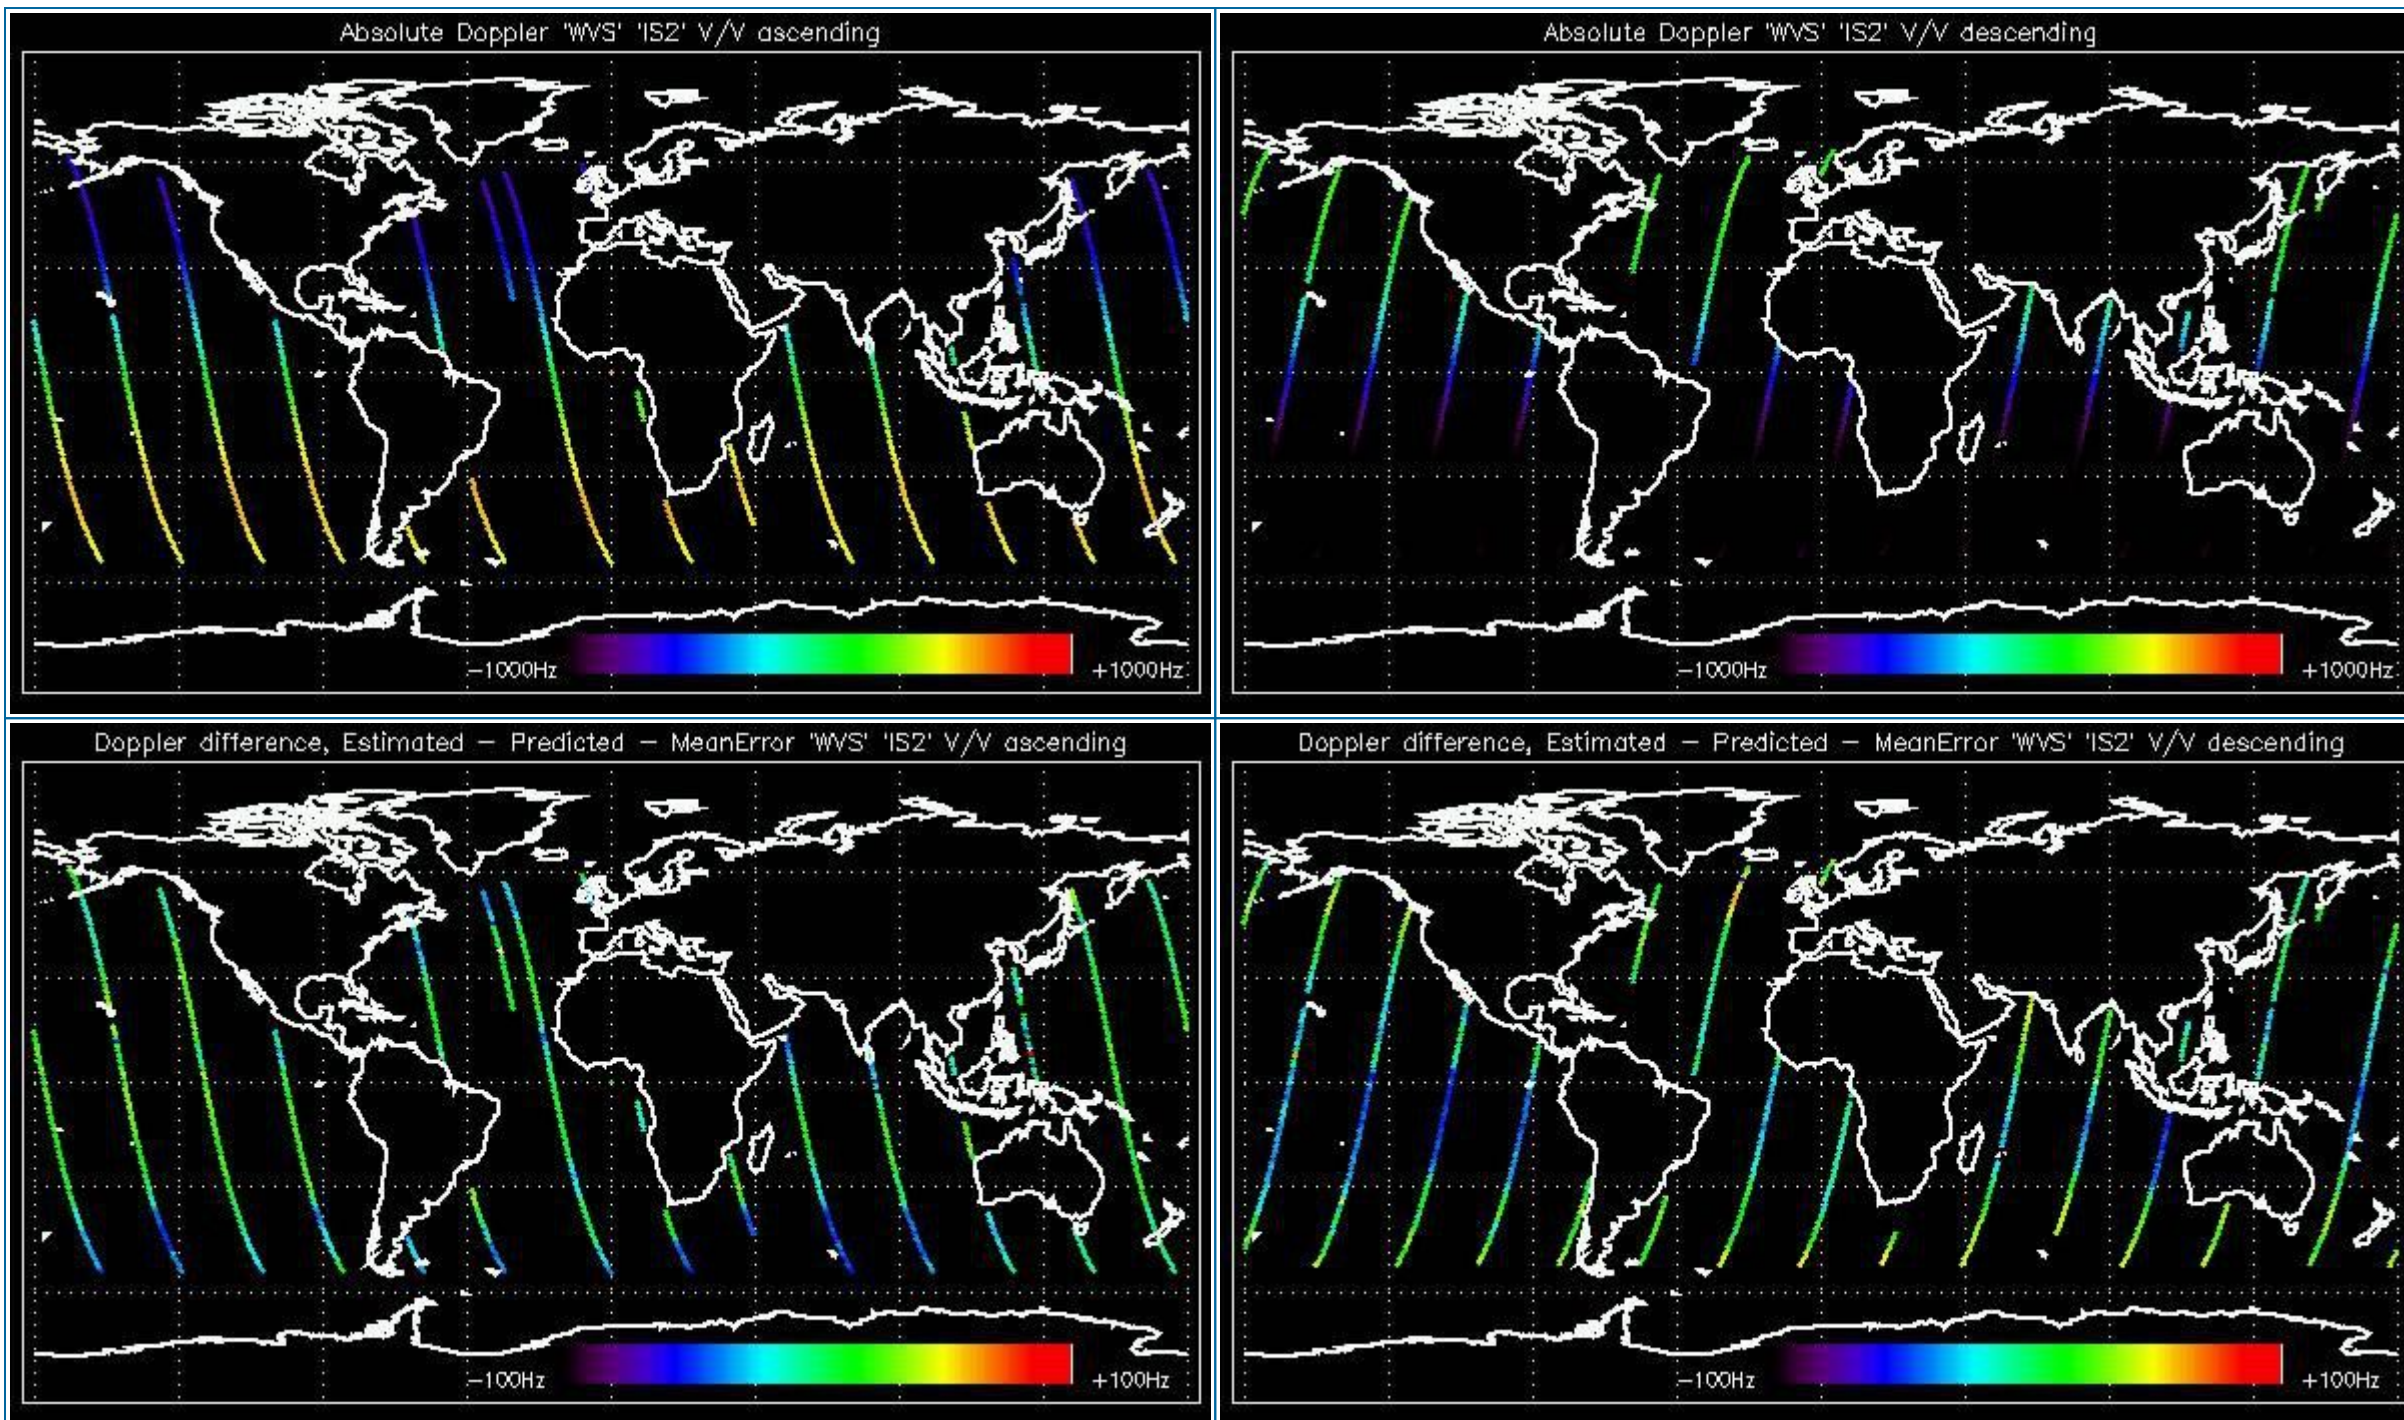 Absolute Doppler 'WVS' 'IS2' V/V ascending
-1000Hz
+1000Hz
Absolute Doppler 'WVS' 'IS2' V/V descending
-1000Hz
+1000Hz
Doppler difference, Estimated - Predicted - MeanError 'WVS' 'IS2' V/V ascending
-100Hz
+100Hz
Doppler difference, Estimated - Predicted - MeanError 'WVS' 'IS2' V/V descending
-100Hz
+100Hz